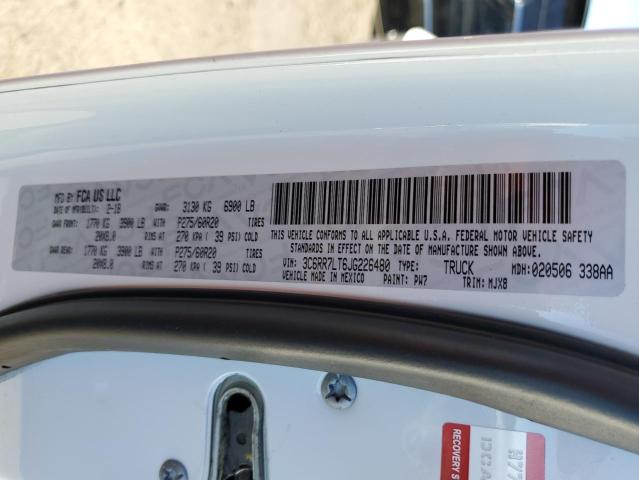 MFD BY: FCA US LLC
DATE OF MFR(BUILT): 2-18 GVWR: 3130 KG 6900 LB
GAWR FRONT: 1770 KG 3900 LB WITH P275/60R20 TIRES
20X8.0 RIMS AT 270 KPA ( 39 PSI) COLD
GAWR REAR: 1770 KG 3900 LB WITH P275/60R20 TIRES
20X8.0 RIMS AT 270 KPA ( 39 PSI) COLD
THIS VEHICLE CONFORMS TO ALL APPLICABLE U.S.A. FEDERAL MOTOR VEHICLE SAFETY
STANDARDS IN EFFECT ON THE DATE OF MANUFACTURE SHOWN ABOVE.
VIN: 3C6RR7LT6JG226480 TYPE: TRUCK MDH:020506 338AA
VEHICLE MADE IN MEXICO PAINT: PW7 TRIM: MJX8
RECOVERY